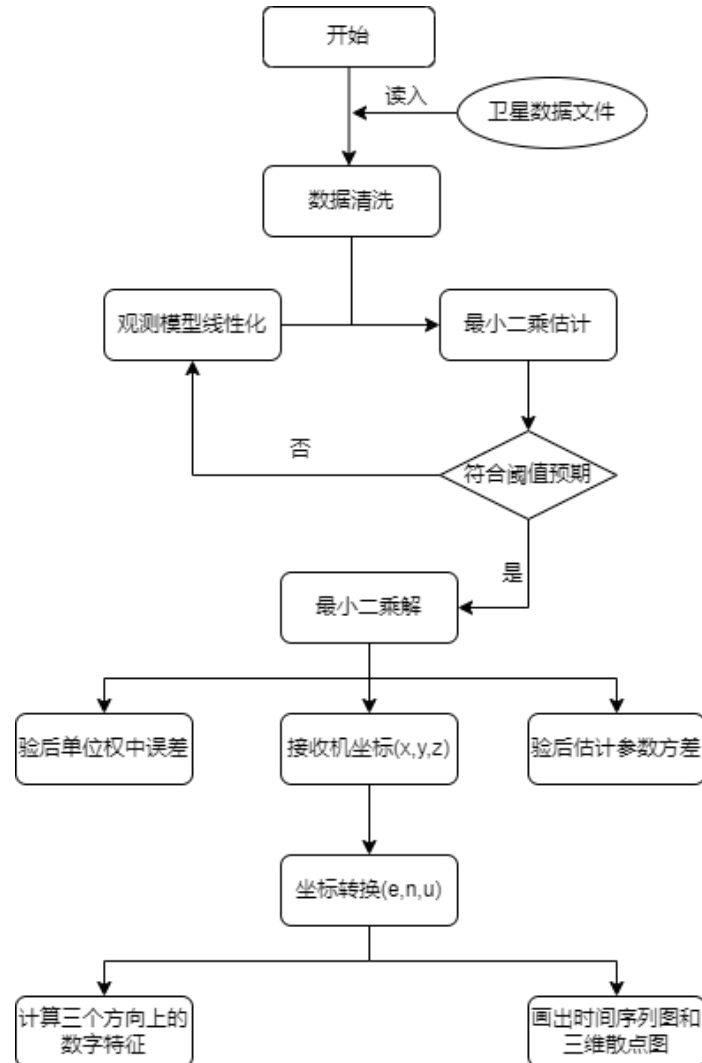 开始
读入
卫星数据文件
数据清洗
观测模型线性化
最小二乘估计
符合阈值预期
否
是
最小二乘解
验后单位权中误差
接收机坐标(x,y,z)
验后估计参数方差
坐标转换(e,n,u)
计算三个方向上的
数字特征
画出时间序列图和
三维散点图